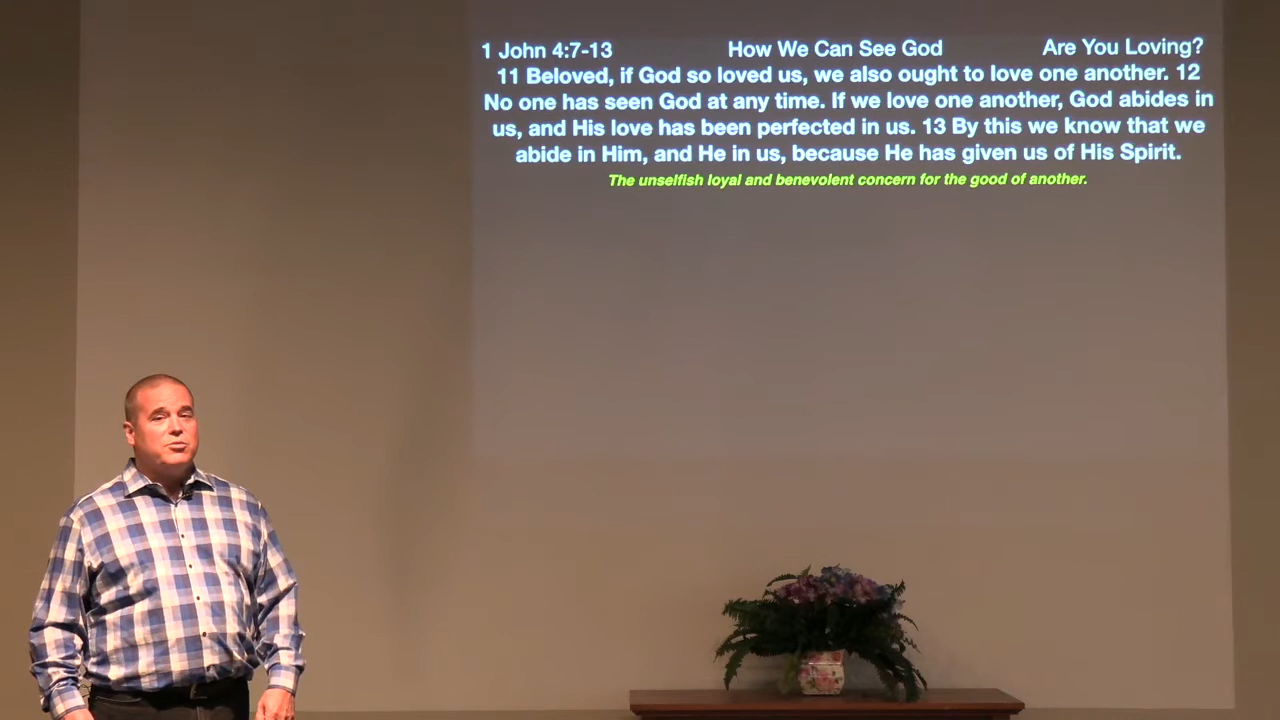 1 John 4:7-13 How We Can See God Are You Loving?
11 Beloved, if God so loved us, we also ought to love one another. 12
No one has seen God at any time. If we love one another, God abides in
us, and His love has been perfected in us. 13 By this we know that we
abide in Him, and He in us, because He has given us of His Spirit.
The unselfish loyal and benevolent concern for the good of another.